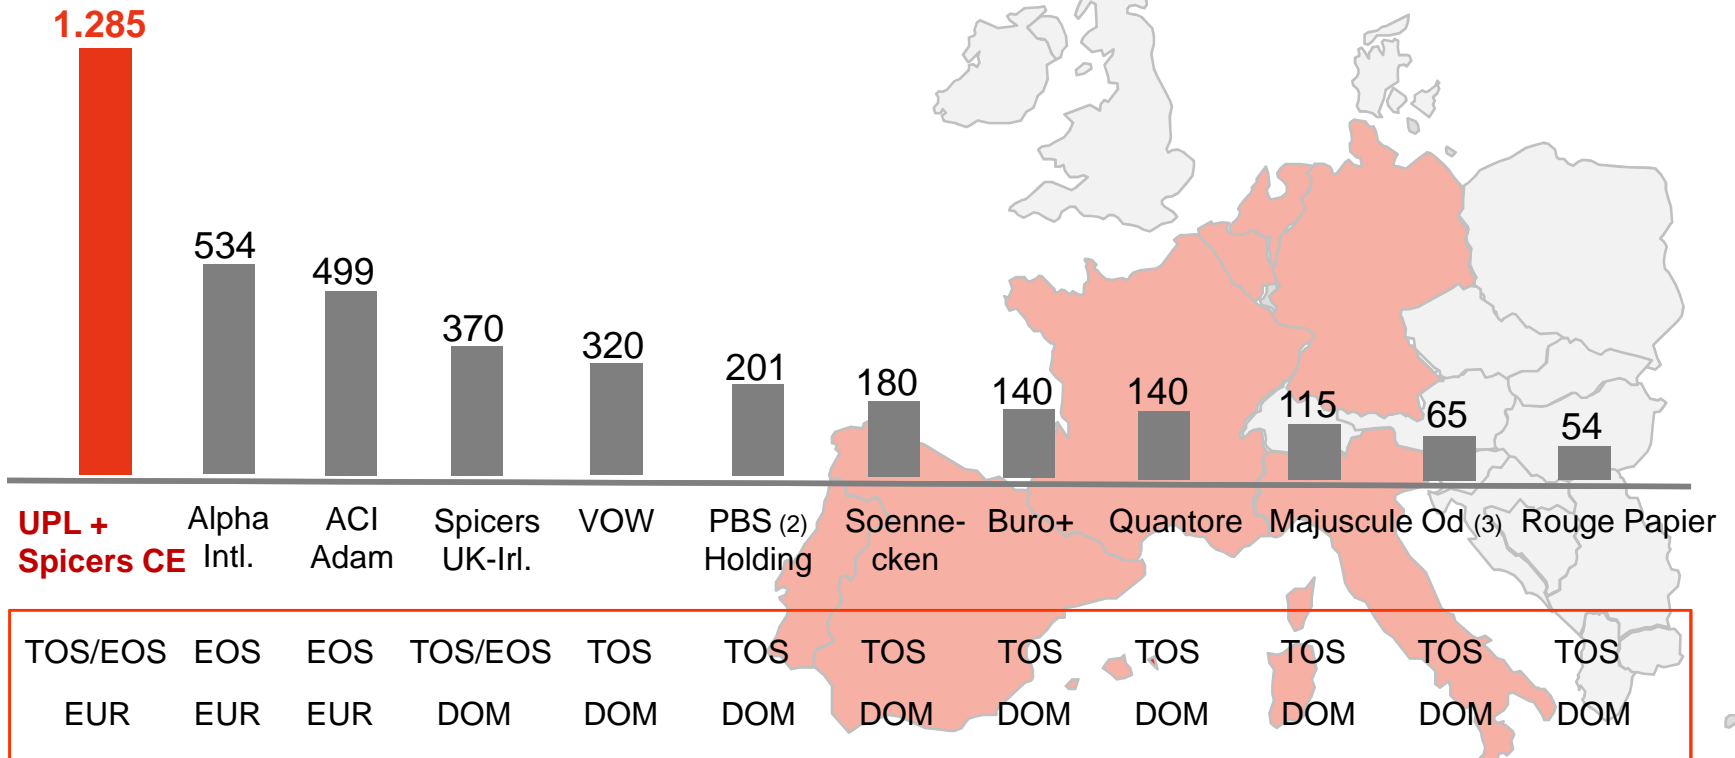 1.285
534
499
370
320
201
180
140
140
115
65
54
UPL +
Spicers CE
Alpha
Intl.
ACI
Adam
Spicers
UK-Irl.
VOW
PBS (2)
Holding
Soenne-
cken
Buro+
Quantore
Majuscule
Od (3)
Rouge Papier
TOS/EOS EOS EOS TOS/EOS TOS TOS TOS TOS TOS TOS TOS TOS
EUR EUR EUR DOM DOM DOM DOM DOM DOM DOM DOM DOM